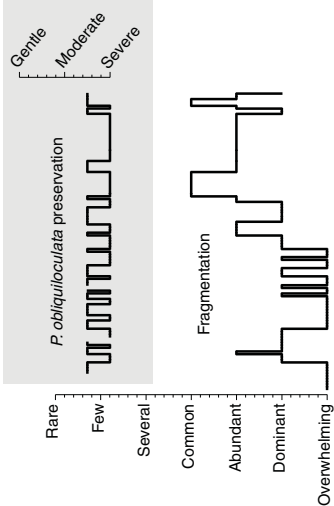 Gentle
Moderate
Severe
P. obliquiloculata preservation
Fragmentation
Rare
Few
Several
Common
Abundant
Dominant
Overwhelming